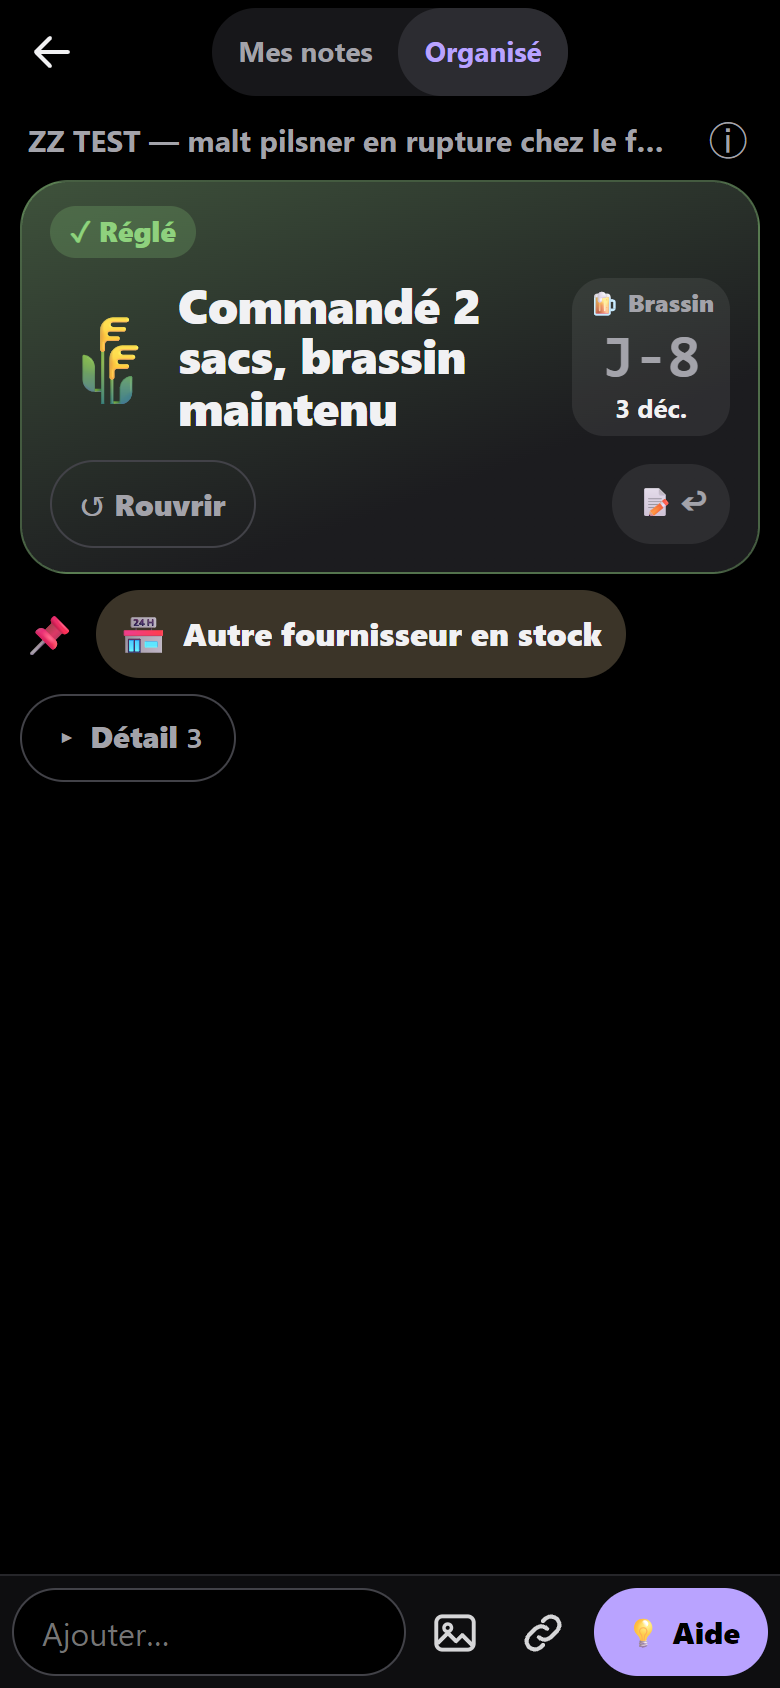 Mes notes
Organisé
ZZ TEST — malt pilsner en rupture chez le f...
✓ Réglé
Commandé 2
sacs, brassin
maintenu
Brassin
J-8
3 déc.
↺ Rouvrir
24 H
Autre fournisseur en stock
▸ Détail 3
Ajouter...
Aide